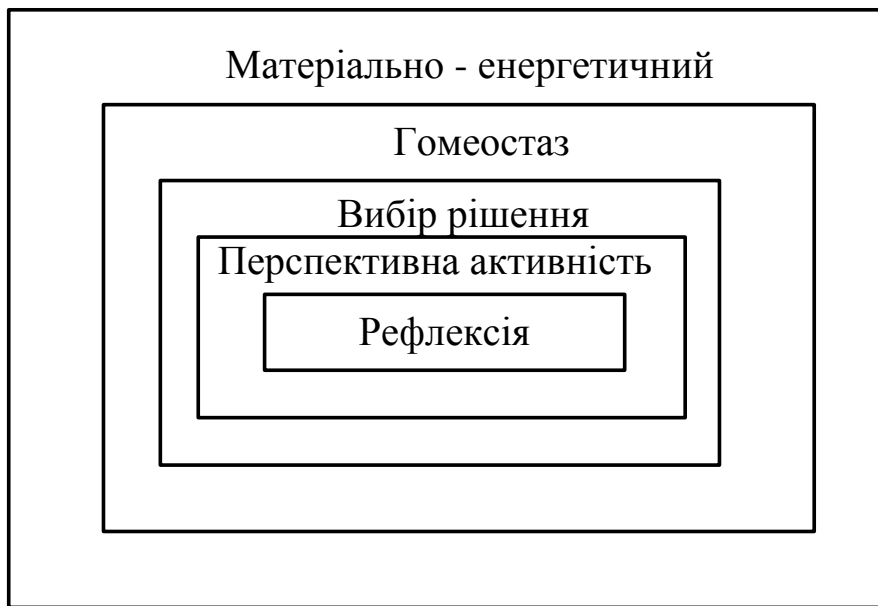 Матеріально - енергетичний
Гомеостаз
Вибір рішення
Перспективна активність
Рефлексія